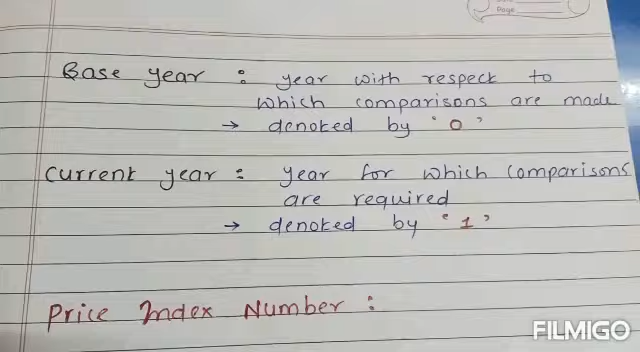 Page
Base year : year with respect to
which comparisons are made
→ denoted by '0'
Current year : year for which comparisons
are required
→ denoted by '1'
Price Index Number :
FILMIGO